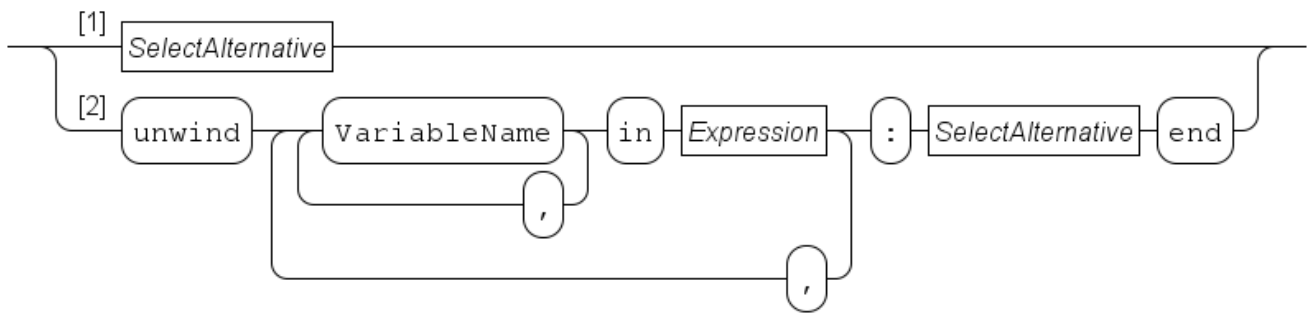 [1] SelectAlternative
[2] unwind VariableName in Expression : SelectAlternative end
,
,